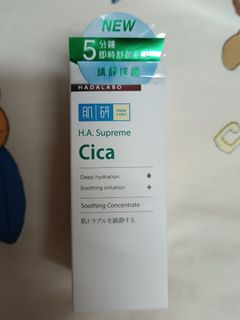 NEW
5分鐘
即時舒敏
鎮靜修護
HADALABO
肌研
Hada Labo
H.A. Supreme
Cica
Deep hydration
Soothing irritation +
Soothing Concentrate
肌トラブルを鎮静する